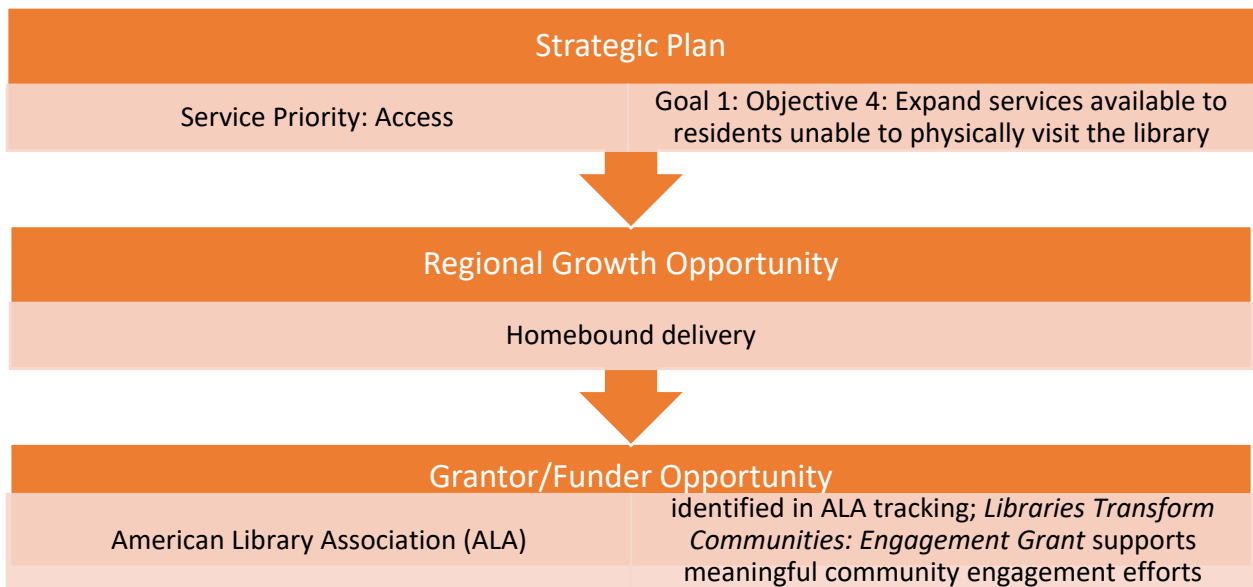 Strategic Plan
Service Priority: Access
Goal 1: Objective 4: Expand services available to
residents unable to physically visit the library
Regional Growth Opportunity
Homebound delivery
Grantor/Funder Opportunity
American Library Association (ALA)
identified in ALA tracking; Libraries Transform
Communities: Engagement Grant supports
meaningful community engagement efforts